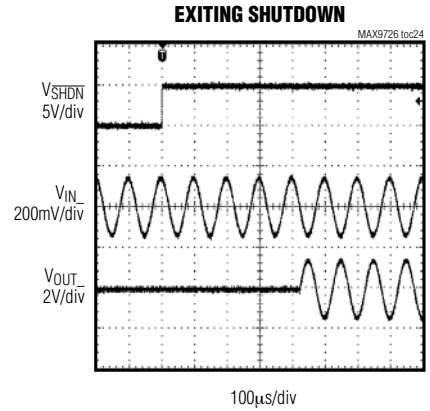 EXITING SHUTDOWN
MAX9726 toc24
T
VSHDN
5V/div
VIN_
200mV/div
VOUT_
2V/div
100μs/div